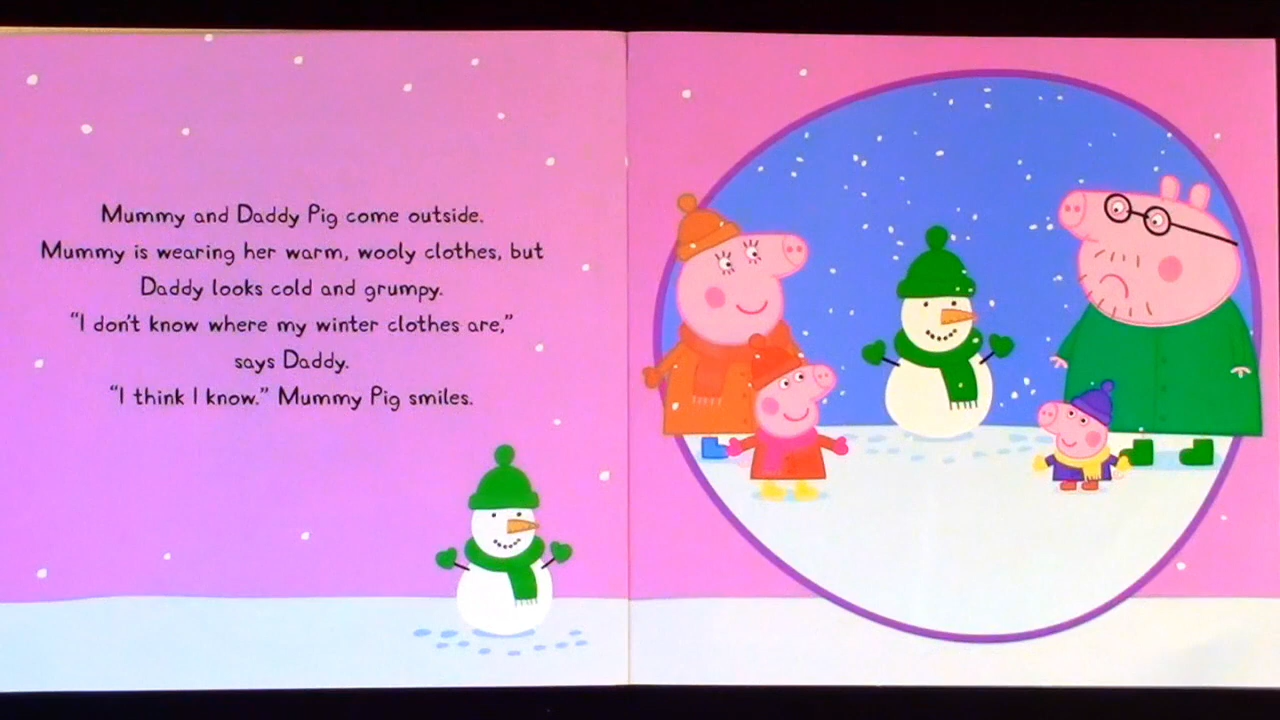 Mummy and Daddy Pig come outside.
Mummy is wearing her warm, wooly clothes, but
Daddy looks cold and grumpy.
“I don't know where my winter clothes are,”
says Daddy.
“I think I know.” Mummy Pig smiles.